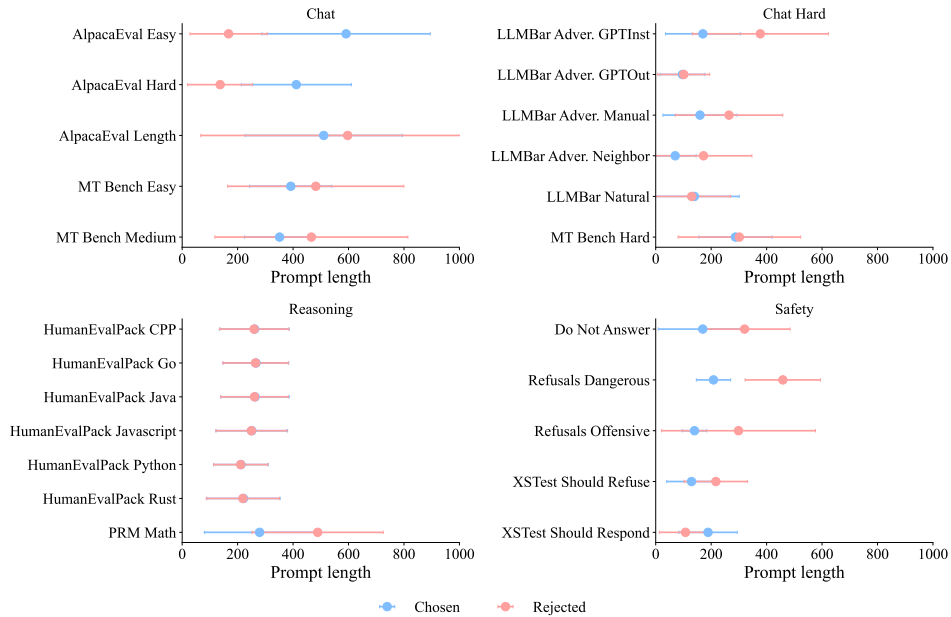 Chat
AlpacaEval Easy
AlpacaEval Hard
AlpacaEval Length
MT Bench Easy
MT Bench Medium
0 200 400 600 800 1000
Prompt length
Chat Hard
LLMBar Adver. GPTInst
LLMBar Adver. GPTOut
LLMBar Adver. Manual
LLMBar Adver. Neighbor
LLMBar Natural
MT Bench Hard
0 200 400 600 800 1000
Prompt length
Reasoning
HumanEvalPack CPP
HumanEvalPack Go
HumanEvalPack Java
HumanEvalPack Javascript
HumanEvalPack Python
HumanEvalPack Rust
PRM Math
0 200 400 600 800 1000
Prompt length
Safety
Do Not Answer
Refusals Dangerous
Refusals Offensive
XSTest Should Refuse
XSTest Should Respond
0 200 400 600 800 1000
Prompt length
Chosen Rejected